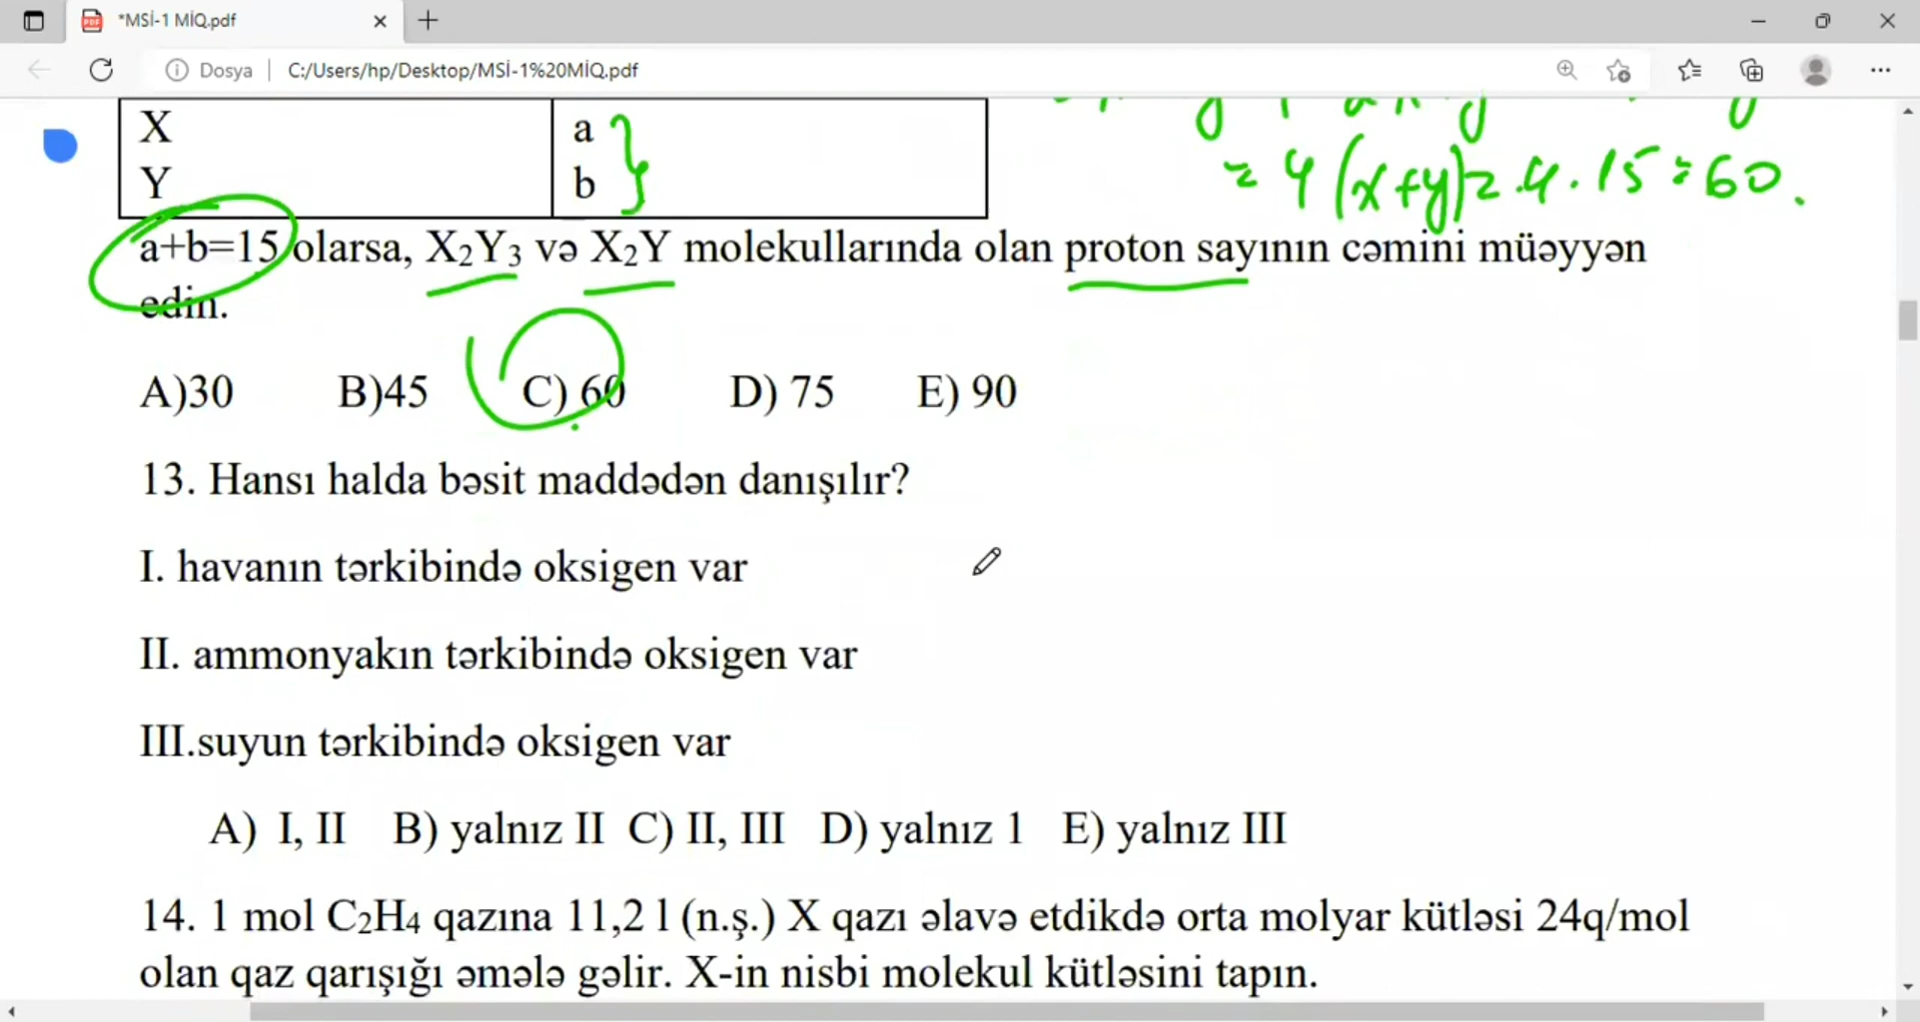 *MSİ-1 MİQ.pdf
Dosya | C:/Users/hp/Desktop/MSİ-1%20MİQ.pdf
X a
Y b
= 4 (x+y) = 4 . 15 = 60 .
a+b=15 olarsa, X₂Y₃ və X₂Y molekullarında olan proton sayının cəmini müəyyən
edin.
A)30 B)45 C) 60 D) 75 E) 90
13. Hansı halda bəsit maddədən danışılır?
I. havanın tərkibində oksigen var
II. ammonyakın tərkibində oksigen var
III.suyun tərkibində oksigen var
A) I, II B) yalnız II C) II, III D) yalnız 1 E) yalnız III
14. 1 mol C₂H₄ qazına 11,2 l (n.ş.) X qazı əlavə etdikdə orta molyar kütləsi 24q/mol
olan qaz qarışığı əmələ gəlir. X-in nisbi molekul kütləsini tapın.